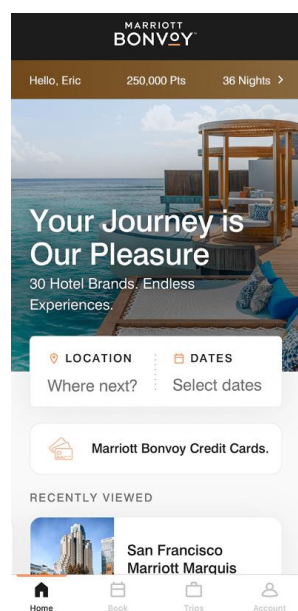 MARRIOTT
BONVOY
Hello, Eric 250,000 Pts 36 Nights >
Your Journey is
Our Pleasure
30 Hotel Brands. Endless
Experiences.
LOCATION DATES
Where next? Select dates
Marriott Bonvoy Credit Cards.
RECENTLY VIEWED
San Francisco
Marriott Marquis
Home Book Trips Account